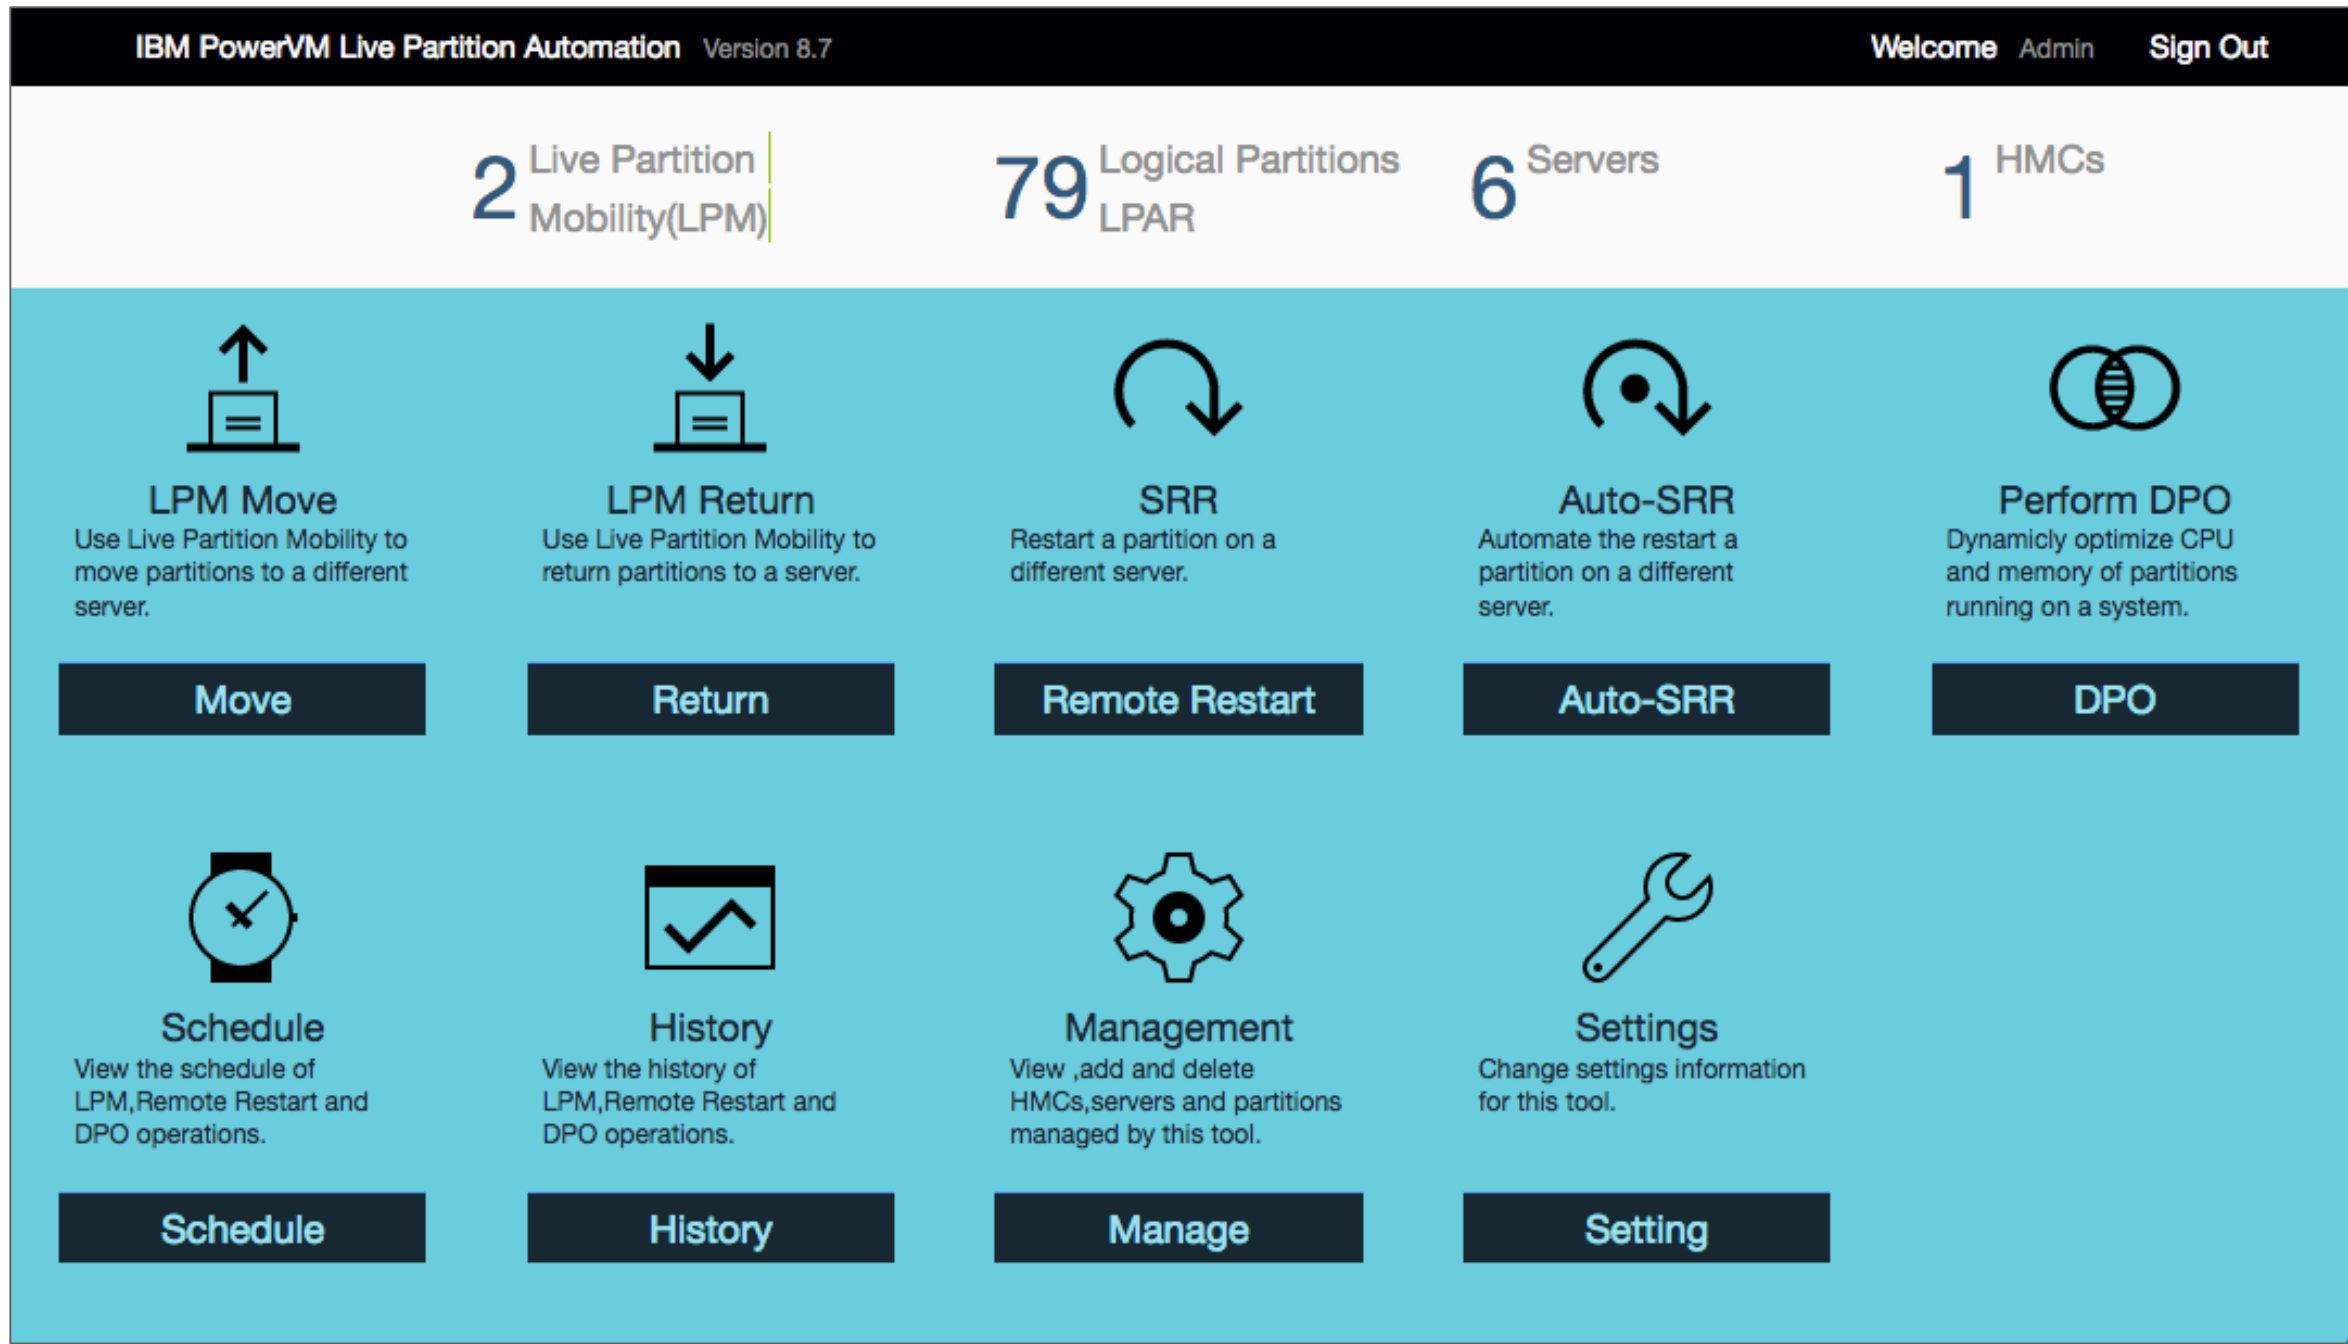 IBM PowerVM Live Partition Automation Version 8.7
Welcome Admin Sign Out
2 Live Partition
Mobility(LPM)
79 Logical Partitions
LPAR
6 Servers
1 HMCs
LPM Move
Use Live Partition Mobility to
move partitions to a different
server.
Move
LPM Return
Use Live Partition Mobility to
return partitions to a server.
Return
SRR
Restart a partition on a
different server.
Remote Restart
Auto-SRR
Automate the restart a
partition on a different
server.
Auto-SRR
Perform DPO
Dynamicly optimize CPU
and memory of partitions
running on a system.
DPO
Schedule
View the schedule of
LPM,Remote Restart and
DPO operations.
Schedule
History
View the history of
LPM,Remote Restart and
DPO operations.
History
Management
View ,add and delete
HMCs,servers and partitions
managed by this tool.
Manage
Settings
Change settings information
for this tool.
Setting